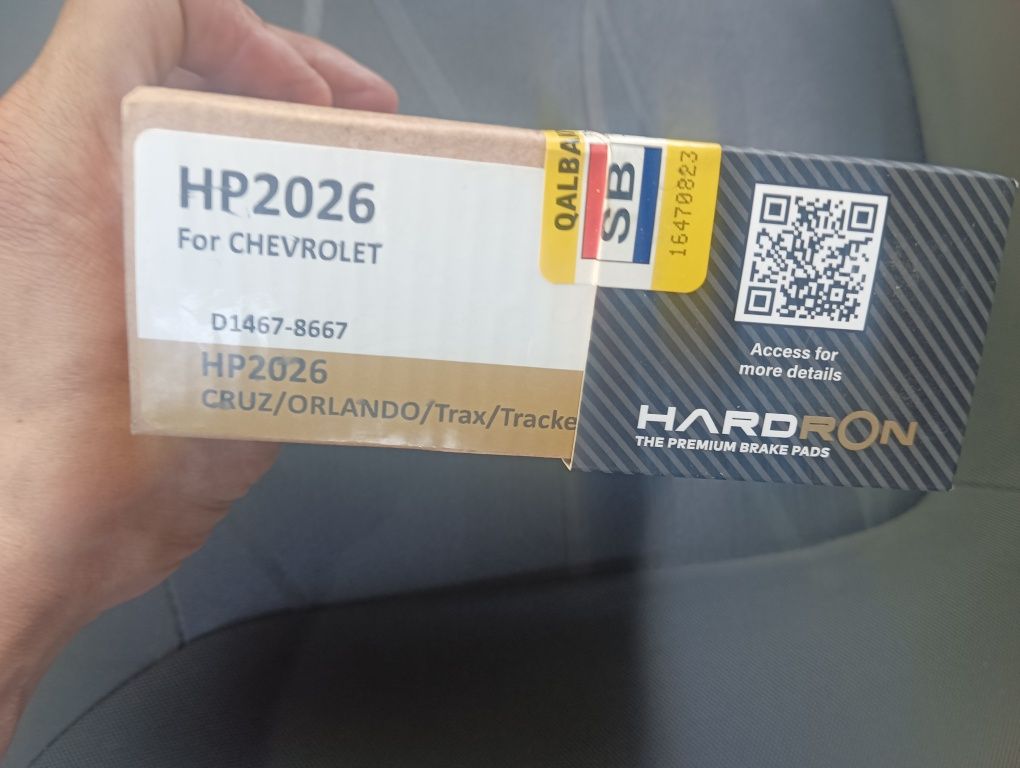 HP2026
For CHEVROLET
D1467-8667
HP2026
CRUZ/ORLANDO/Trax/Tracke
QALBA
SB
16470823
Access for
more details
HARDRON
THE PREMIUM BRAKE PADS